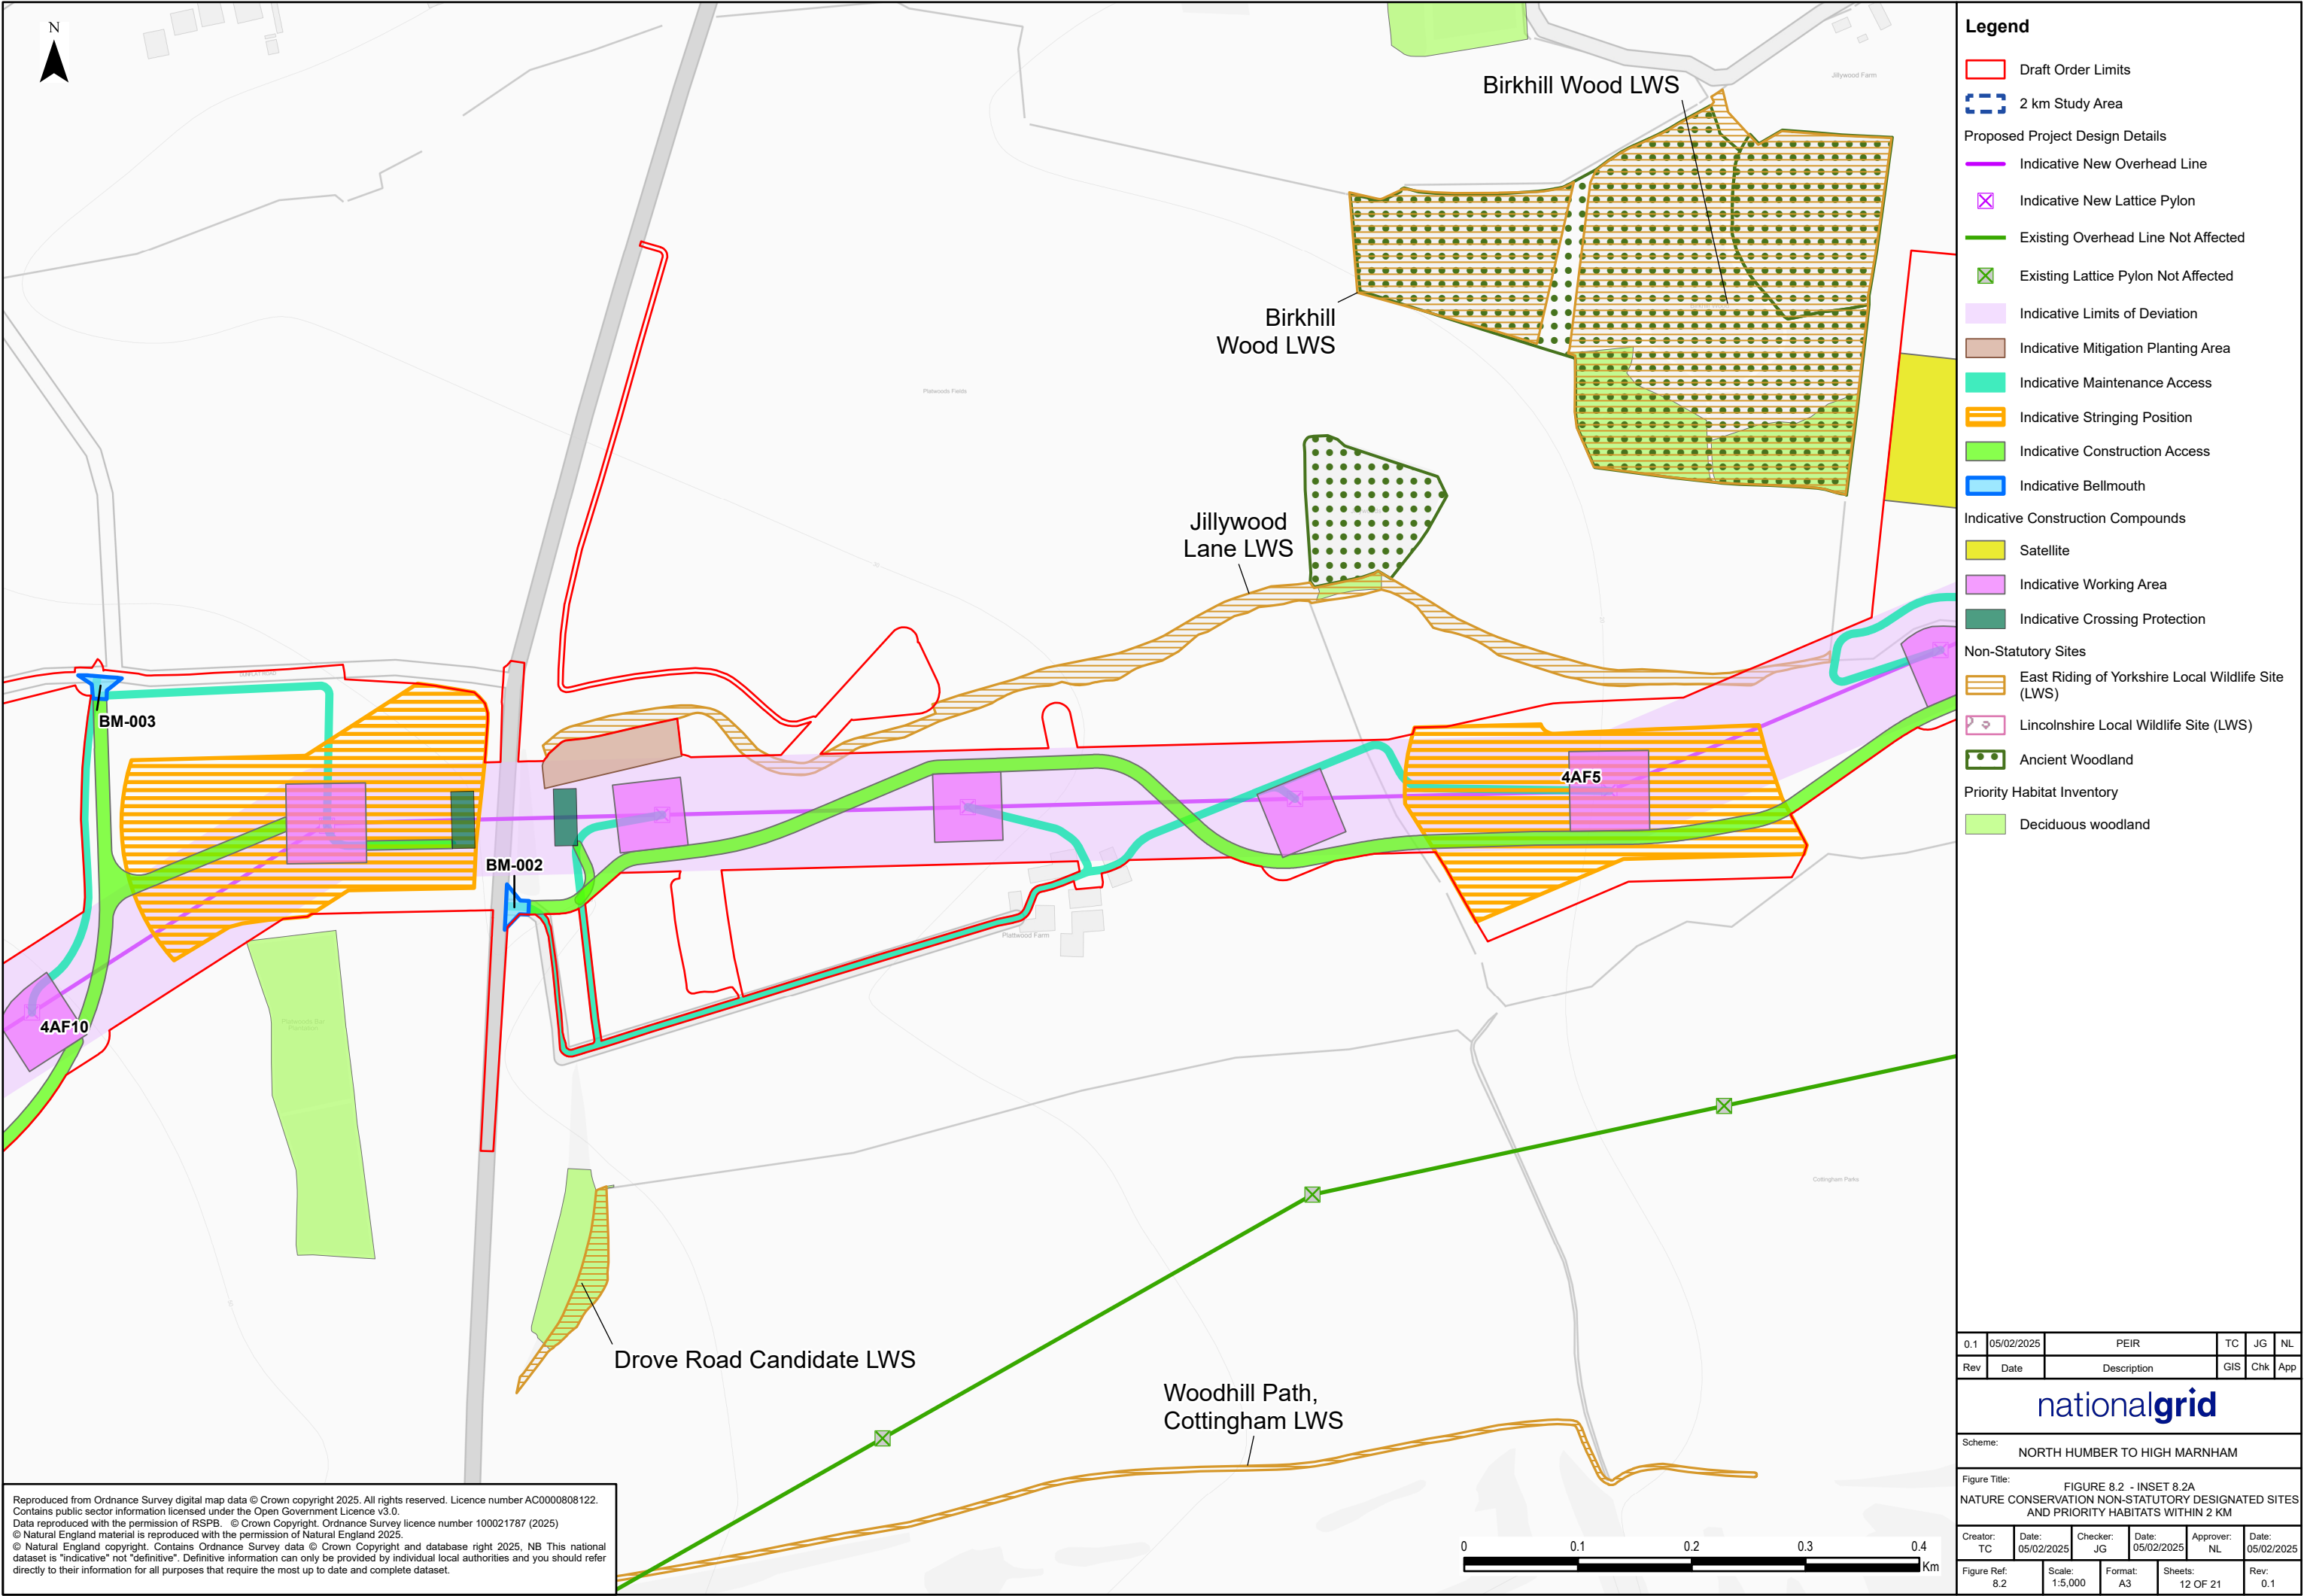 N
Birkhill Wood LWS
Jillywood Farm
Birkhill
Wood LWS
Platwoods Fields
Jillywood
Lane LWS
DUNFLAT ROAD
BM-003
4AF5
BM-002
Plattwood Farm
4AF10
Cottingham Parks
Drove Road Candidate LWS
Woodhill Path,
Cottingham LWS
0 0.1 0.2 0.3 0.4
Km
Reproduced from Ordnance Survey digital map data © Crown copyright 2025. All rights reserved. Licence number AC0000808122.
Contains public sector information licensed under the Open Government Licence v3.0.
Data reproduced with the permission of RSPB. © Crown Copyright. Ordnance Survey licence number 100021787 (2025)
© Natural England material is reproduced with the permission of Natural England 2025.
© Natural England copyright. Contains Ordnance Survey data © Crown Copyright and database right 2025, NB This national
dataset is "indicative" not "definitive". Definitive information can only be provided by individual local authorities and you should refer
directly to their information for all purposes that require the most up to date and complete dataset.
Legend
Draft Order Limits
2 km Study Area
Proposed Project Design Details
Indicative New Overhead Line
Indicative New Lattice Pylon
Existing Overhead Line Not Affected
Existing Lattice Pylon Not Affected
Indicative Limits of Deviation
Indicative Mitigation Planting Area
Indicative Maintenance Access
Indicative Stringing Position
Indicative Construction Access
Indicative Bellmouth
Indicative Construction Compounds
Satellite
Indicative Working Area
Indicative Crossing Protection
Non-Statutory Sites
East Riding of Yorkshire Local Wildlife Site
(LWS)
Lincolnshire Local Wildlife Site (LWS)
Ancient Woodland
Priority Habitat Inventory
Deciduous woodland
0.1 05/02/2025 PEIR TC JG NL
Rev Date Description GIS Chk App
nationalgrid
Scheme:
NORTH HUMBER TO HIGH MARNHAM
Figure Title:
FIGURE 8.2 - INSET 8.2A
NATURE CONSERVATION NON-STATUTORY DESIGNATED SITES
AND PRIORITY HABITATS WITHIN 2 KM
Creator: Date: Checker: Date: Approver: Date:
TC 05/02/2025 JG 05/02/2025 NL 05/02/2025
Figure Ref: Scale: Format: Sheets: Rev:
8.2 1:5,000 A3 12 OF 21 0.1